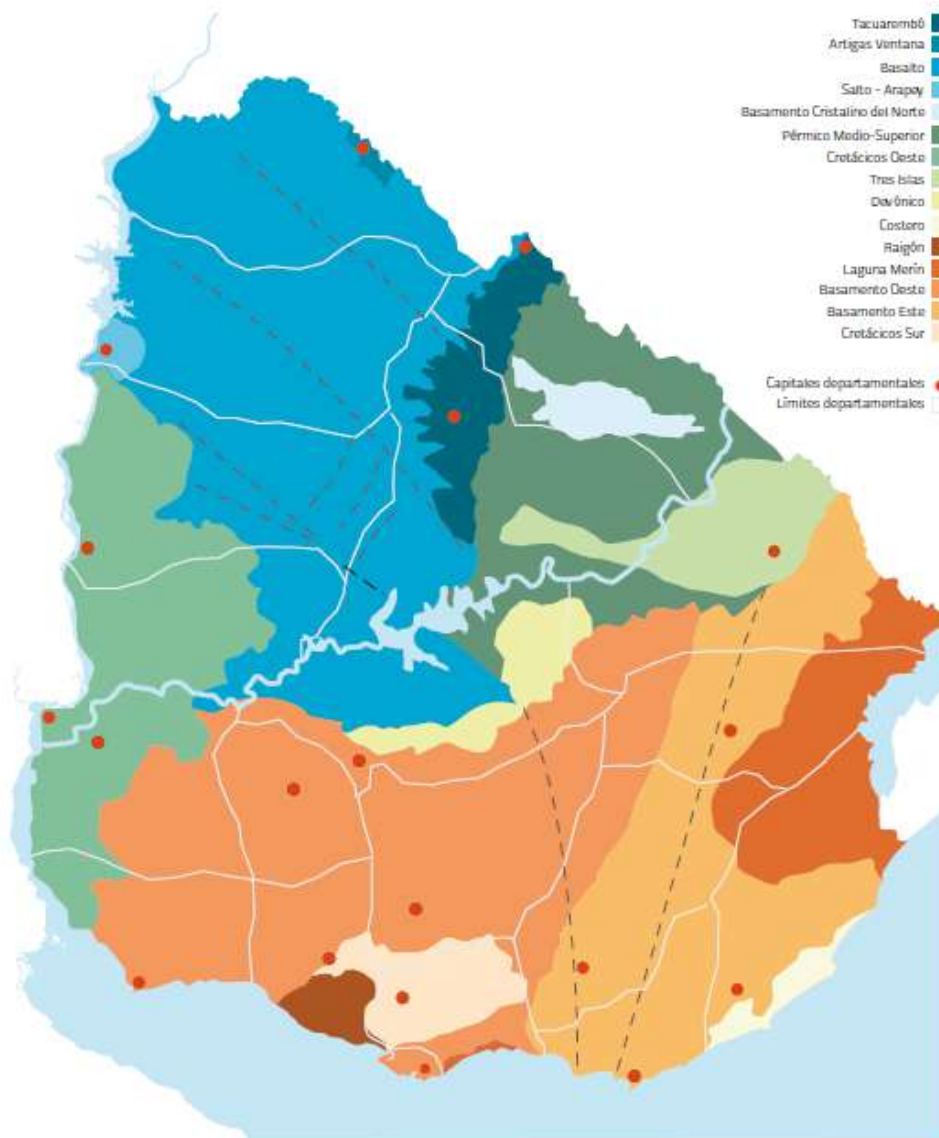 Tacuarembó
Artigas Ventana
Basalto
Salto - Arapey
Basamento Cristalino del Norte
Pérmico Medio-Superior
Cretácicos Oeste
Tres Islas
Devônico
Costero
Raigón
Laguna Merín
Basamento Oeste
Basamento Este
Cretácicos Sur
Capitales departamentales
Límites departamentales